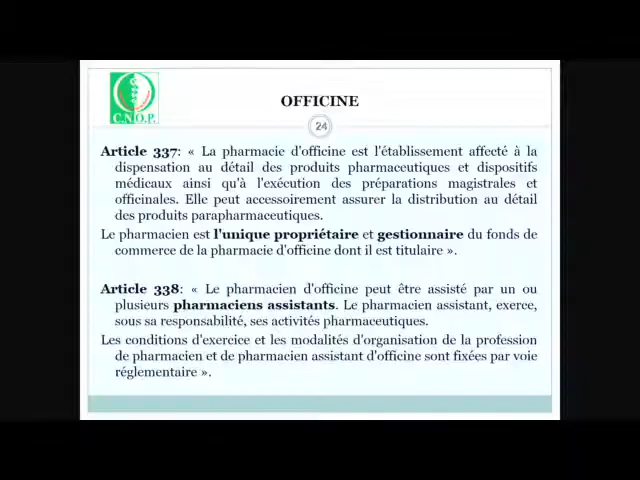 C.N.O.P.
OFFICINE
24
Article 337: « La pharmacie d'officine est l'établissement affecté à la
dispensation au détail des produits pharmaceutiques et dispositifs
médicaux ainsi qu'à l'exécution des préparations magistrales et
officinales. Elle peut accessoirement assurer la distribution au détail
des produits parapharmaceutiques.
Le pharmacien est l'unique propriétaire et gestionnaire du fonds de
commerce de la pharmacie d'officine dont il est titulaire ».
Article 338: « Le pharmacien d'officine peut être assisté par un ou
plusieurs pharmaciens assistants. Le pharmacien assistant, exerce,
sous sa responsabilité, ses activités pharmaceutiques.
Les conditions d'exercice et les modalités d'organisation de la profession
de pharmacien et de pharmacien assistant d'officine sont fixées par voie
réglementaire ».